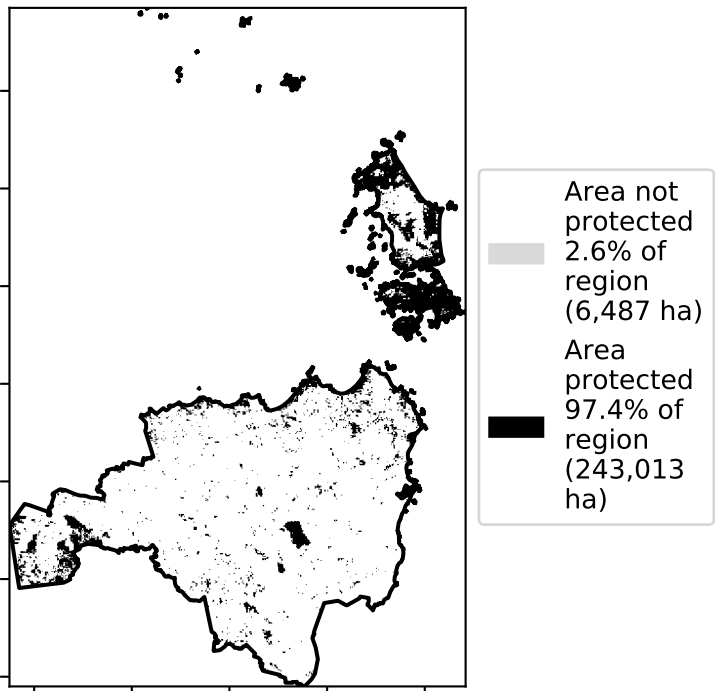 Area not
protected
2.6% of
region
(6,487 ha)
Area
protected
97.4% of
region
(243,013
ha)